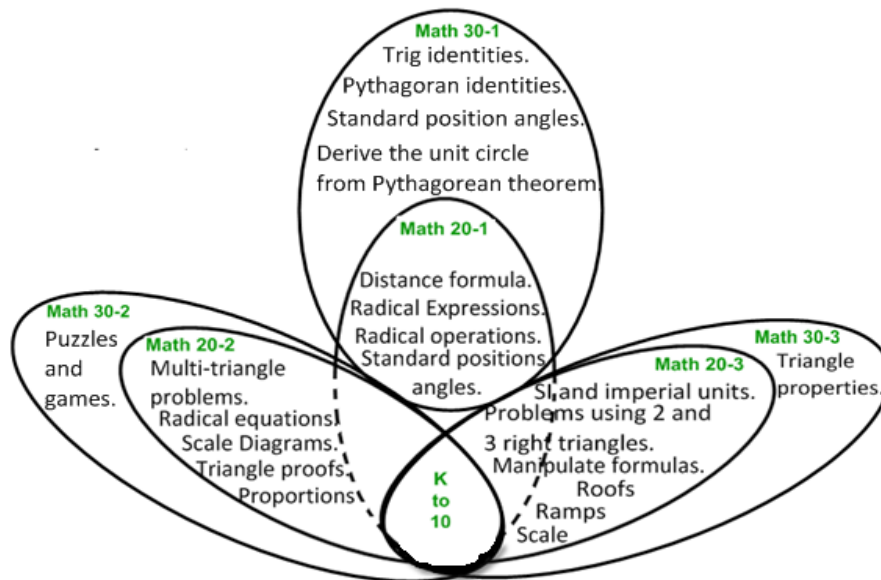 Math 30-1
Trig identities.
Pythagoran identities.
Standard position angles.
Derive the unit circle
from Pythagorean theorem.
Math 20-1
Distance formula.
Radical Expressions.
Radical operations.
Standard positions
angles.
Math 30-2
Puzzles
and
games.
Math 20-2
Multi-triangle
problems.
Radical equations.
Scale Diagrams.
Triangle proofs.
Proportions
K
to
10
Math 20-3
SI and imperial units.
Problems using 2 and
3 right triangles.
Manipulate formulas.
Roofs
Ramps
Scale
Math 30-3
Triangle
properties.